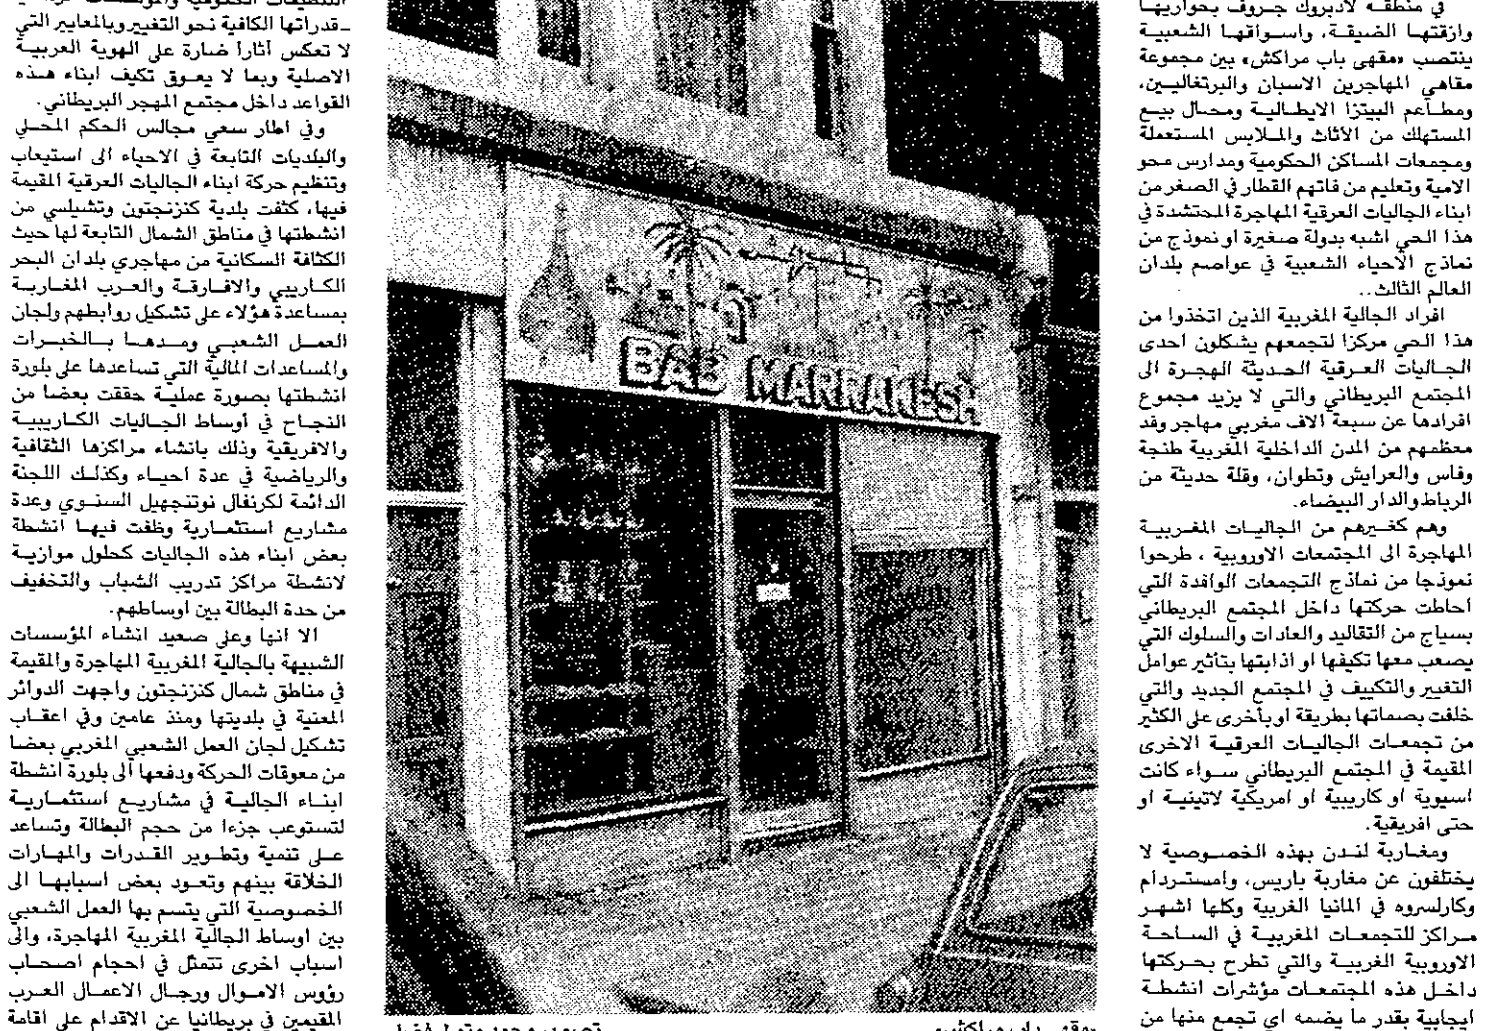 في منطقة لادبروك جروف بحواريها
وازقتها الضيقة، واسواقها الشعبية
ينتصب «مقهى باب مراكش» بين مجموعة
مقاهي المهاجرين الاسبان والبرتغاليين،
ومطاعم البيتزا الايطالية ومحال بيع
المستهلك من الأثاث والملابس المستعملة
ومجمعات المساكن الحكومية ومدارس محو
الامية وتعليم من فاتهم القطار في الصغر من
ابناء الجاليات العرقية المهاجرة المحتشدة في
هذا الحي اشبه بدولة صغيرة او نموذج من
نماذج الأحياء الشعبية في عواصم بلدان
العالم الثالث..
افراد الجالية المغربية الذين اتخذوا من
هذا الحي مركزا لتجمعهم يشكلون احدى
الجاليات العرقية الحديثة الهجرة الى
المجتمع البريطاني والتي لا يزيد مجموع
افرادها عن سبعة الاف مغربي مهاجر وفد
معظمهم من المدن الداخلية المغربية طنجة
وفاس والعرايش وتطوان، وقلة حديثة من
الرباط والدار البيضاء.
وهم كغيرهم من الجاليات المغربية
المهاجرة الى المجتمعات الاوروبية، طرحوا
نموذجا من نماذج التجمعات الوافدة التي
احاطت حركتها داخل المجتمع البريطاني
بسياج من التقاليد والعادات والسلوك التي
يصعب معها تكيفها او اذابتها بتأثير عوامل
التغيير والتكييف في المجتمع الجديد والتي
خلفت بصماتها بطريقة او بأخرى على الكثير
من تجمعات الجاليات العرقية الاخرى
المقيمة في المجتمع البريطاني سواء كانت
اسيوية او كاريبية او امريكية لاتينية او
حتى افريقية.
ومغاربة لندن بهذه الخصوصية لا
يختلفون عن مغاربة باريس، وامستردام
وكارلسروه في المانيا الغربية وكلها اشهر
مراكز للتجمعات المغربية في الساحة
الاوروبية الغربية والتي تطرح بحركتها
داخل هذه المجتمعات مؤشرات انشطة
ايجابية بقدر ما يضمه اي تجمع منها من
BAB MARRAKESH
قدراتها الكافية نحو التغيير وبالمعايير التي
لا تعكس آثارا ضارة على الهوية العربية
الاصلية وبما لا يعوق تكيف ابناء هذه
القواعد داخل مجتمع المهجر البريطاني.
وفي اطار سعي مجالس الحكم المحلي
والبلديات التابعة في الاحياء الى استيعاب
وتنظيم حركة ابناء الجاليات العرقية المقيمة
فيها، كثفت بلدية كنزنجتون وتشيلسي من
انشطتها في مناطق الشمال التابعة لها حيث
الكثافة السكانية من مهاجري بلدان البحر
الكاريبي والافارقة والعرب المغاربة
بمساعدة هؤلاء على تشكيل روابطهم ولجان
العمل الشعبي ومدها بالخبرات
والمساعدات المالية التي تساعدها على بلورة
انشطتها بصورة عملية حققت بعضا من
النجاح في أوساط الجاليات الكاريبية
والافريقية وذلك بانشاء مراكزها الثقافية
والرياضية في عدة احياء وكذلك اللجنة
الدائمة لكرنفال نوتنجهيل السنوي وعدة
مشاريع استثمارية وظفت فيها انشطة
بعض ابناء هذه الجاليات كحلول موازية
لانشطة مراكز تدريب الشباب والتخفيف
من حدة البطالة بين اوساطهم.
الا انها وعلى صعيد انشاء المؤسسات
الشبيهة بالجالية المغربية المهاجرة والمقيمة
في مناطق شمال كنزنجتون واجهت الدوائر
المعنية في بلديتها ومنذ عامين وفي اعقاب
تشكيل لجان العمل الشعبي المغربي بعضا
من معوقات الحركة ودفعها الى بلورة انشطة
ابناء الجالية في مشاريع استثمارية
لتستوعب جزءا من حجم البطالة وتساعد
على تنمية وتطوير القدرات والمهارات
الخلاقة بينهم وتعود بعض اسبابها الى
الخصوصية التي يتسم بها العمل الشعبي
بين اوساط الجالية المغربية المهاجرة، والى
اسباب اخرى تتمثل في احجام اصحاب
رؤوس الاموال ورجال الاعمال العرب
المقيمين في بريطانيا عن الاقدام على اقامة